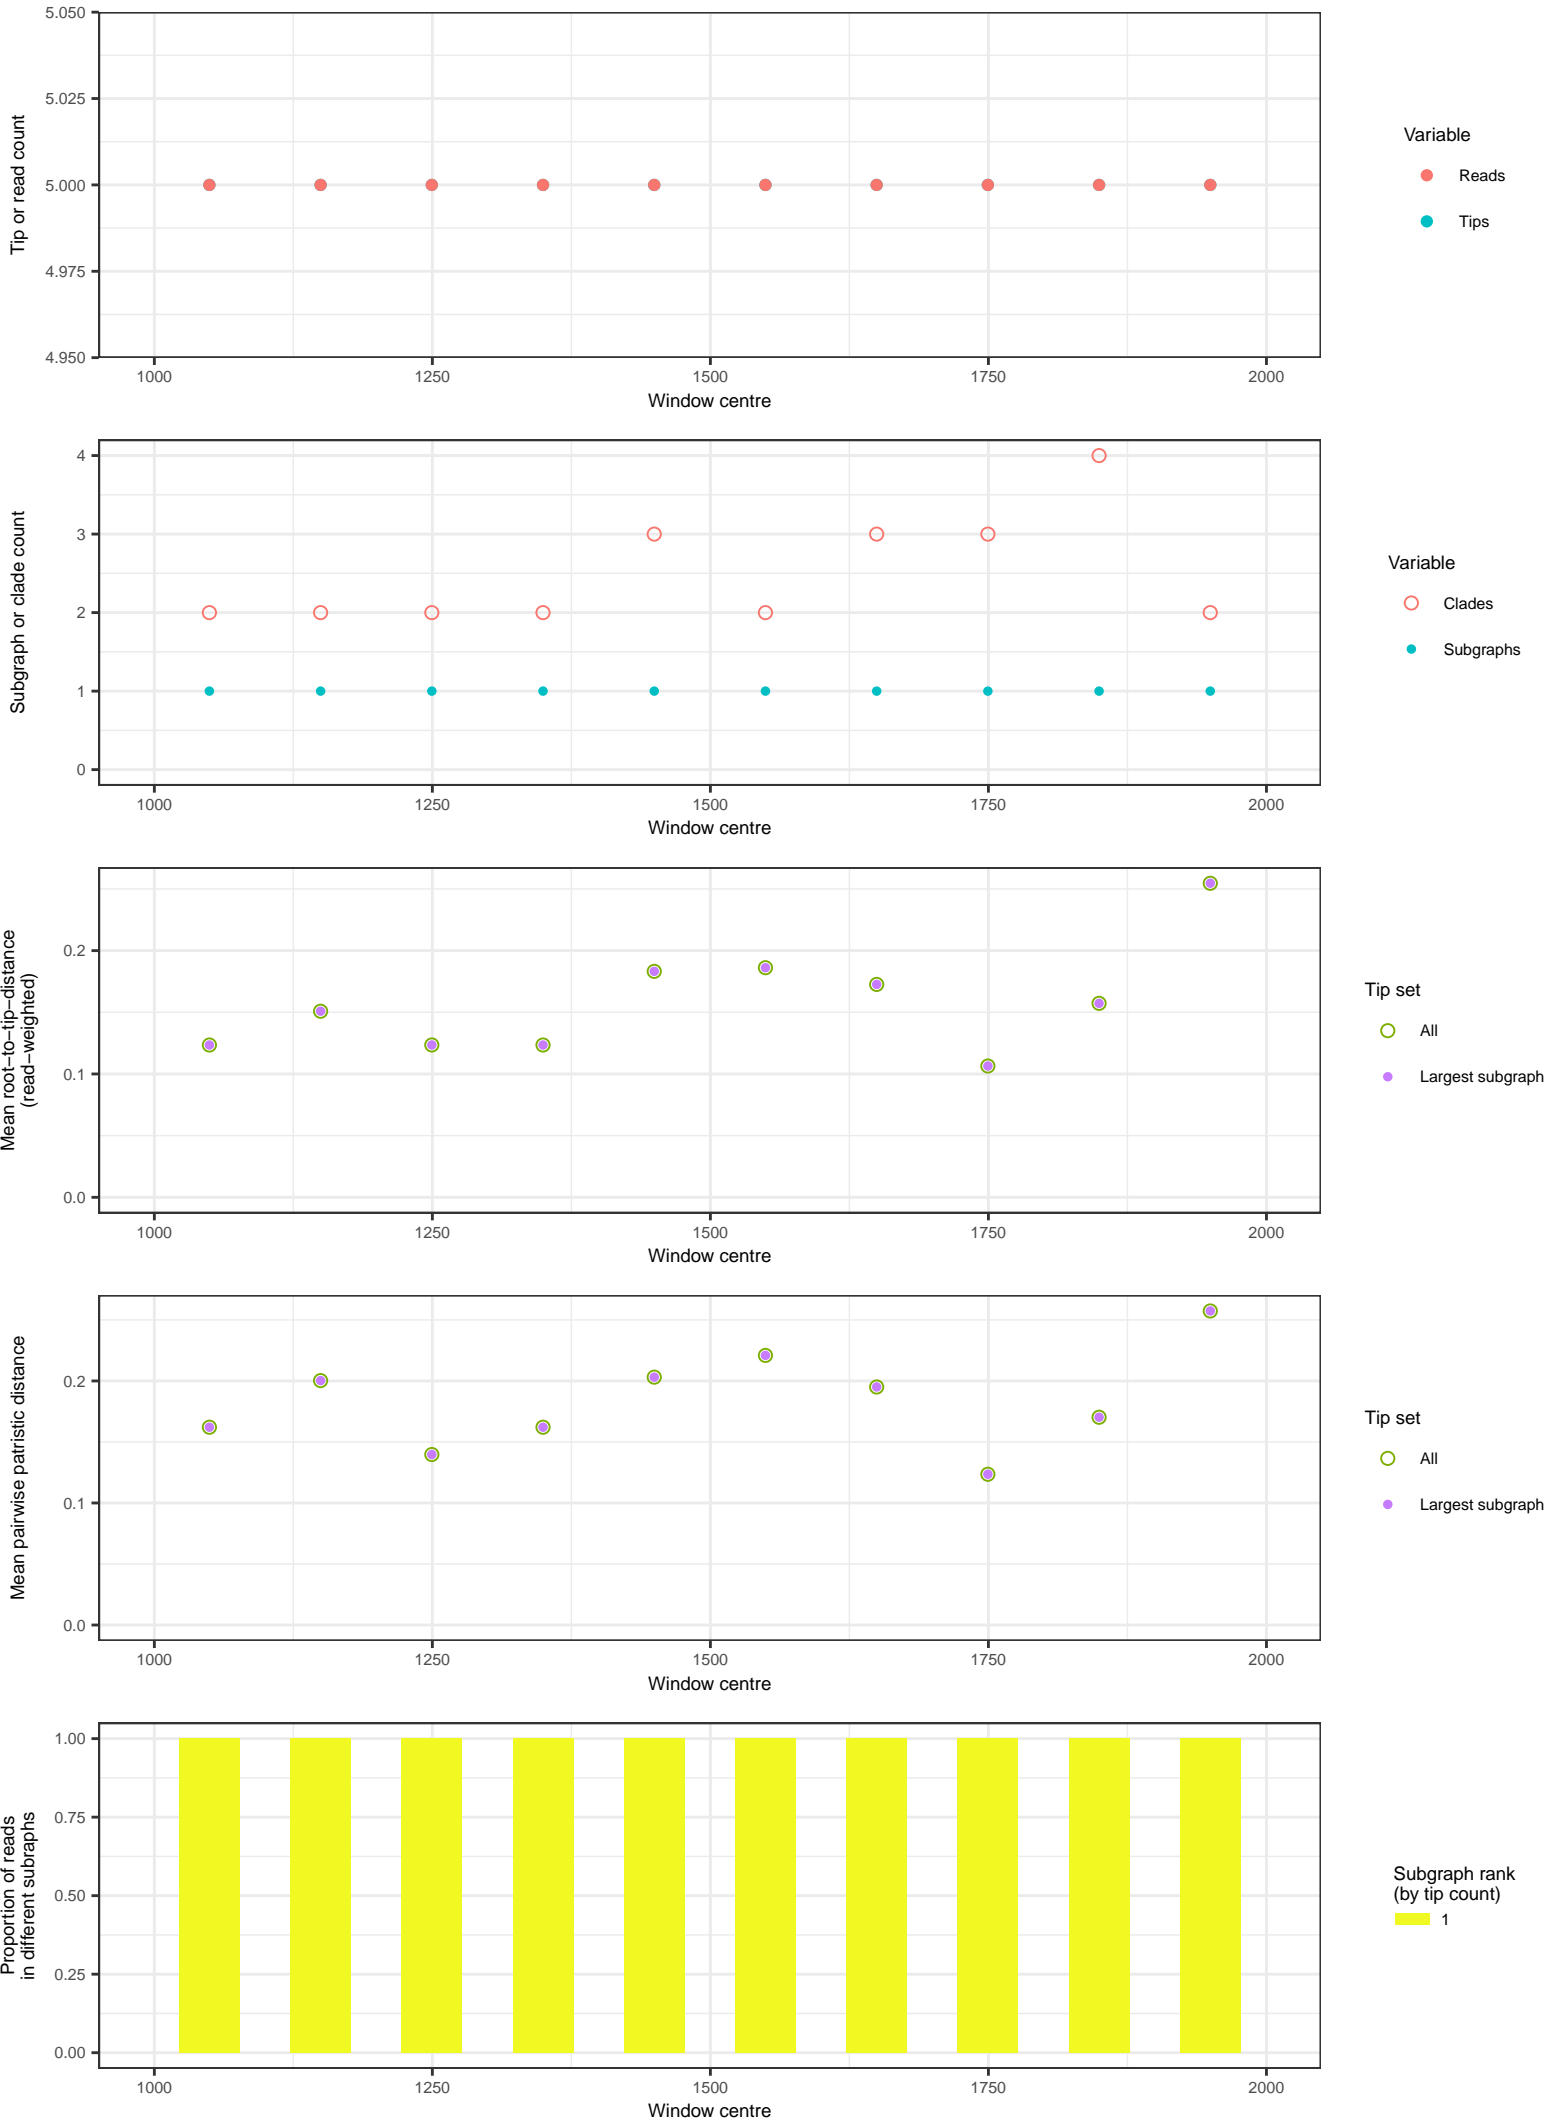 5.050
5.025
5.000
4.975
4.950
Tip or read count
1000 1250 1500 1750 2000
Window centre
Variable
Reads
Tips
4
3
2
1
0
Subgraph or clade count
1000 1250 1500 1750 2000
Window centre
Variable
Clades
Subgraphs
0.2
0.1
0.0
Mean root−to−tip−distance
(read−weighted)
1000 1250 1500 1750 2000
Window centre
Tip set
All
Largest subgraph
0.2
0.1
0.0
Mean pairwise patristic distance
1000 1250 1500 1750 2000
Window centre
Tip set
All
Largest subgraph
1.00
0.75
0.50
0.25
0.00
Proportion of reads
in different subraphs
1000 1250 1500 1750 2000
Window centre
Subgraph rank
(by tip count)
1